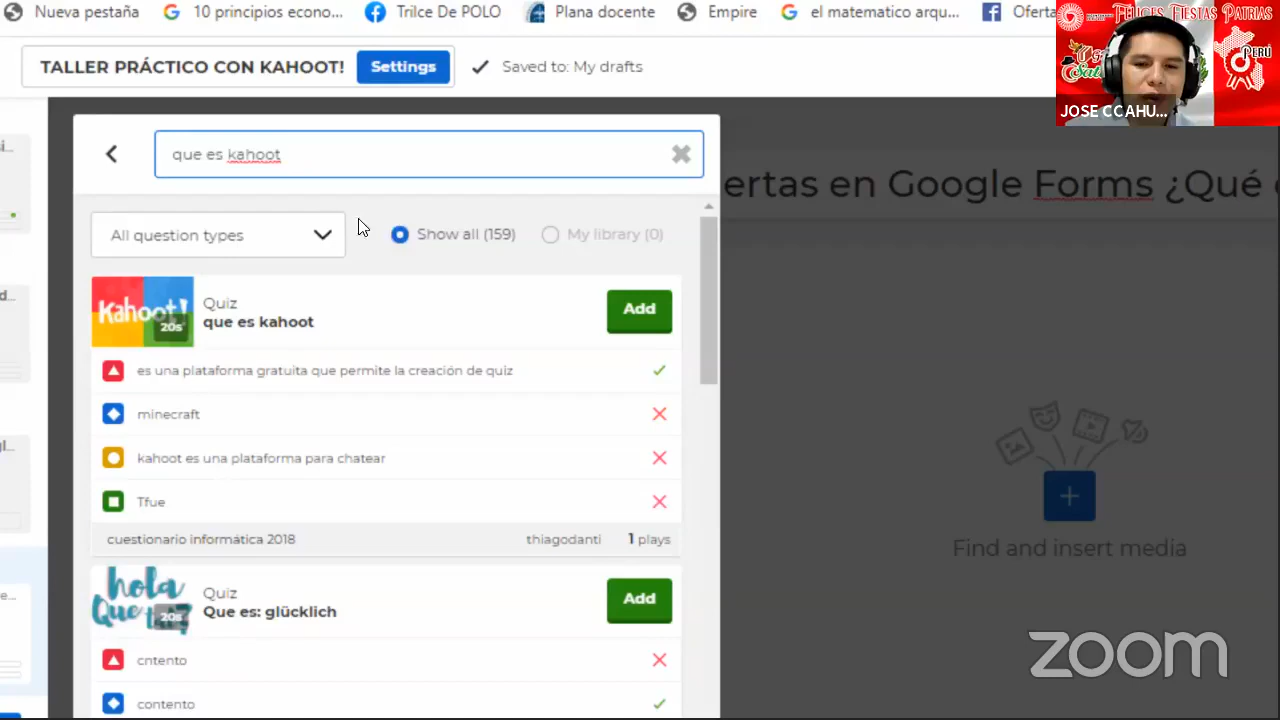 Nueva pestaña
10 principios econo...
Trilce De POLO
Plana docente
Empire
el matematico arqu...
Oferta
FELICES FIESTAS PATRIAS
PERÚ
JOSE CCAHU...
TALLER PRÁCTICO CON KAHOOT!
Settings
Saved to: My drafts
que es kahoot
ertas en Google Forms ¿Qué
All question types
Show all (159)
My library (0)
Kahoot!
20s
Quiz
que es kahoot
Add
es una plataforma gratuita que permite la creación de quiz
minecraft
kahoot es una plataforma para chatear
Tfue
cuestionario informática 2018
thiagodanti
1 plays
hola
Que tal
20s
Quiz
Que es: glücklich
Add
cntento
contento
Find and insert media
zoom